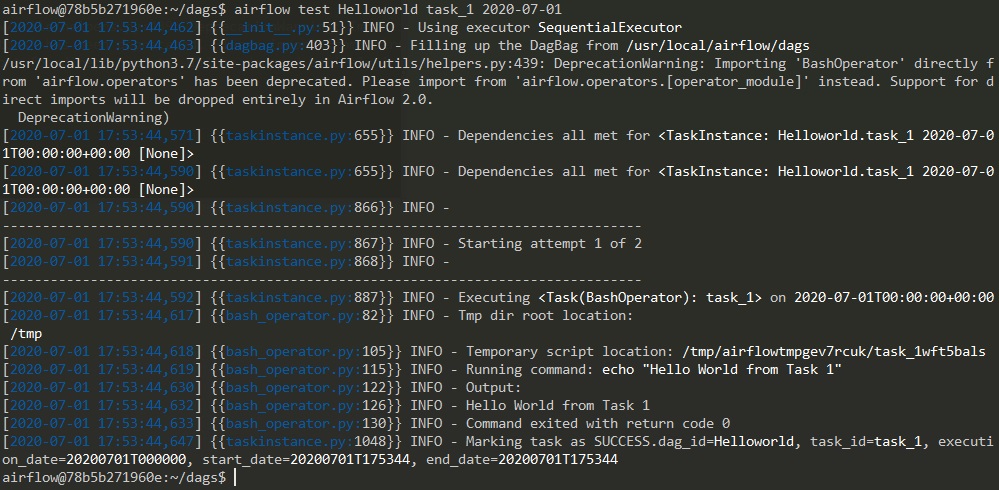 airflow@78b5b271960e:~/dags$ airflow test Helloworld task_1 2020-07-01
[2020-07-01 17:53:44,462] {{__init__.py:51}} INFO - Using executor SequentialExecutor
[2020-07-01 17:53:44,463] {{dagbag.py:403}} INFO - Filling up the DagBag from /usr/local/airflow/dags
/usr/local/lib/python3.7/site-packages/airflow/utils/helpers.py:439: DeprecationWarning: Importing 'BashOperator' directly f
rom 'airflow.operators' has been deprecated. Please import from 'airflow.operators.[operator_module]' instead. Support for d
irect imports will be dropped entirely in Airflow 2.0.
  DeprecationWarning)
[2020-07-01 17:53:44,571] {{taskinstance.py:655}} INFO - Dependencies all met for <TaskInstance: Helloworld.task_1 2020-07-0
1T00:00:00+00:00 [None]>
[2020-07-01 17:53:44,590] {{taskinstance.py:655}} INFO - Dependencies all met for <TaskInstance: Helloworld.task_1 2020-07-0
1T00:00:00+00:00 [None]>
[2020-07-01 17:53:44,590] {{taskinstance.py:866}} INFO -
--------------------------------------------------------------------------------
[2020-07-01 17:53:44,590] {{taskinstance.py:867}} INFO - Starting attempt 1 of 2
[2020-07-01 17:53:44,591] {{taskinstance.py:868}} INFO -
--------------------------------------------------------------------------------
[2020-07-01 17:53:44,592] {{taskinstance.py:887}} INFO - Executing <Task(BashOperator): task_1> on 2020-07-01T00:00:00+00:00
[2020-07-01 17:53:44,617] {{bash_operator.py:82}} INFO - Tmp dir root location:
 /tmp
[2020-07-01 17:53:44,618] {{bash_operator.py:105}} INFO - Temporary script location: /tmp/airflowtmpgev7rcuk/task_1wft5bals
[2020-07-01 17:53:44,619] {{bash_operator.py:115}} INFO - Running command: echo "Hello World from Task 1"
[2020-07-01 17:53:44,630] {{bash_operator.py:122}} INFO - Output:
[2020-07-01 17:53:44,632] {{bash_operator.py:126}} INFO - Hello World from Task 1
[2020-07-01 17:53:44,633] {{bash_operator.py:130}} INFO - Command exited with return code 0
[2020-07-01 17:53:44,647] {{taskinstance.py:1048}} INFO - Marking task as SUCCESS.dag_id=Helloworld, task_id=task_1, executi
on_date=20200701T000000, start_date=20200701T175344, end_date=20200701T175344
airflow@78b5b271960e:~/dags$